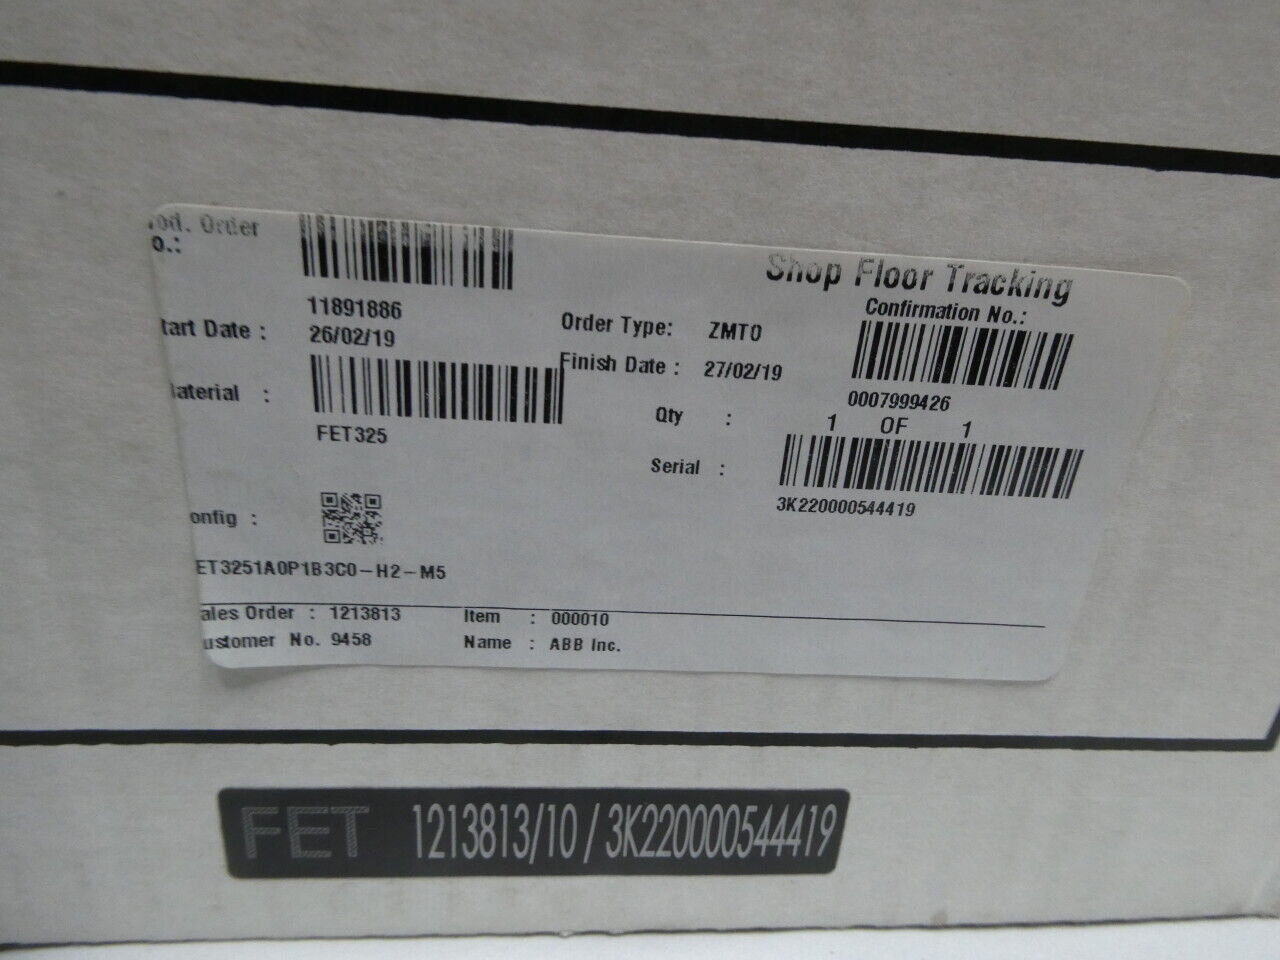 od. Order
o.:
11891886
tart Date : 26/02/19
aterial :
FET325
onfig :
ET3251A0P1B3C0-H2-M5
Shop Floor Tracking
Confirmation No.:
0007999426
Order Type: ZMTO
Finish Date : 27/02/19
Qty : 1 OF 1
Serial :
3K220000544419
ales Order : 1213813 Item : 000010
ustomer No. 9458 Name : ABB Inc.
FET 1213813/10 / 3K220000544419